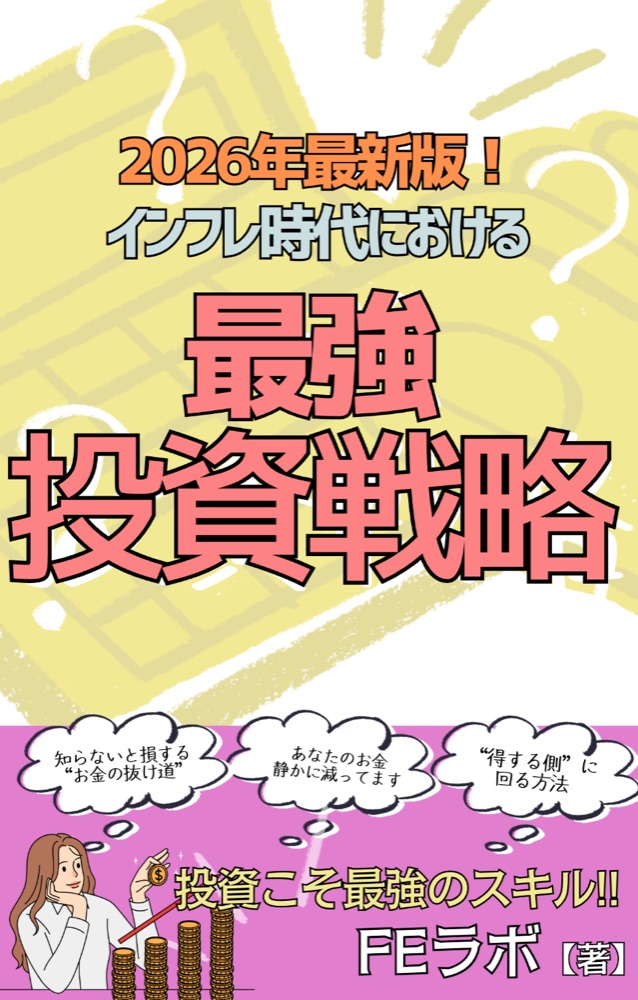 2026年最新版！
インフレ時代における
最強
投資戦略
知らないと損する
“お金の抜け道”
あなたのお金
静かに減ってます
“得する側”に
回る方法
$
投資こそ最強のスキル!!
FEラボ【著】